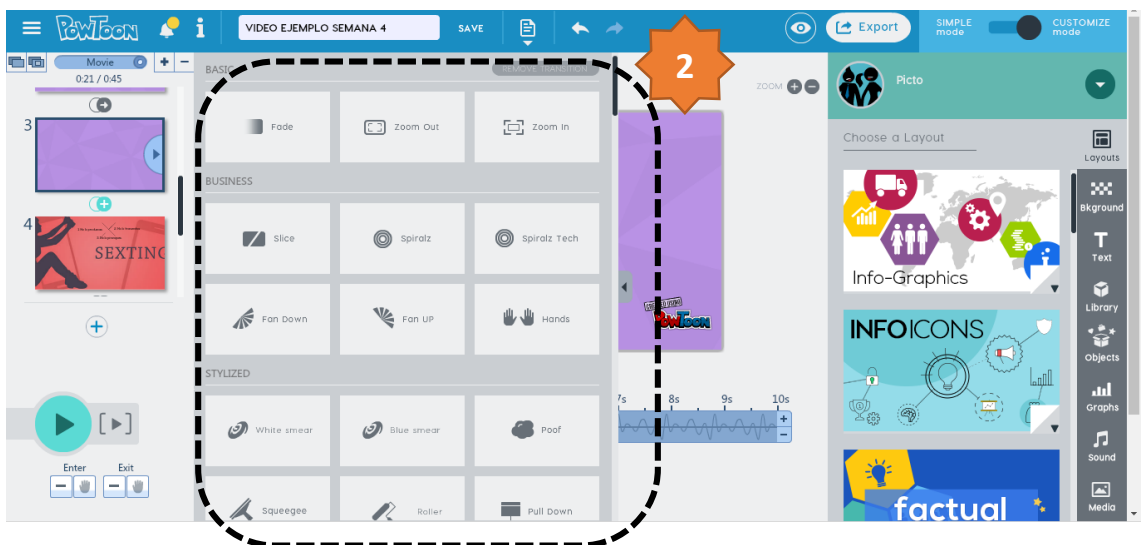 POWTOON
i
VIDEO EJEMPLO SEMANA 4
SAVE
Export
SIMPLE mode
CUSTOMIZE mode
2
Movie
0:21 / 0:45
3
4
SEXTING
Enter
Exit
BASIC
REMOVE TRANSITION
Fade
Zoom Out
Zoom In
BUSINESS
Slice
Spiralz
Spiralz Tech
Fan Down
Fan UP
Hands
STYLIZED
White smear
Blue smear
Poof
Squeegee
Roller
Pull Down
ZOOM
POWTOON
7s 8s 9s 10s
Picto
Choose a Layout
Info-Graphics
INFOICONS
factual
Layouts
Bkground
T
Text
Library
Objects
Graphs
Sound
Media